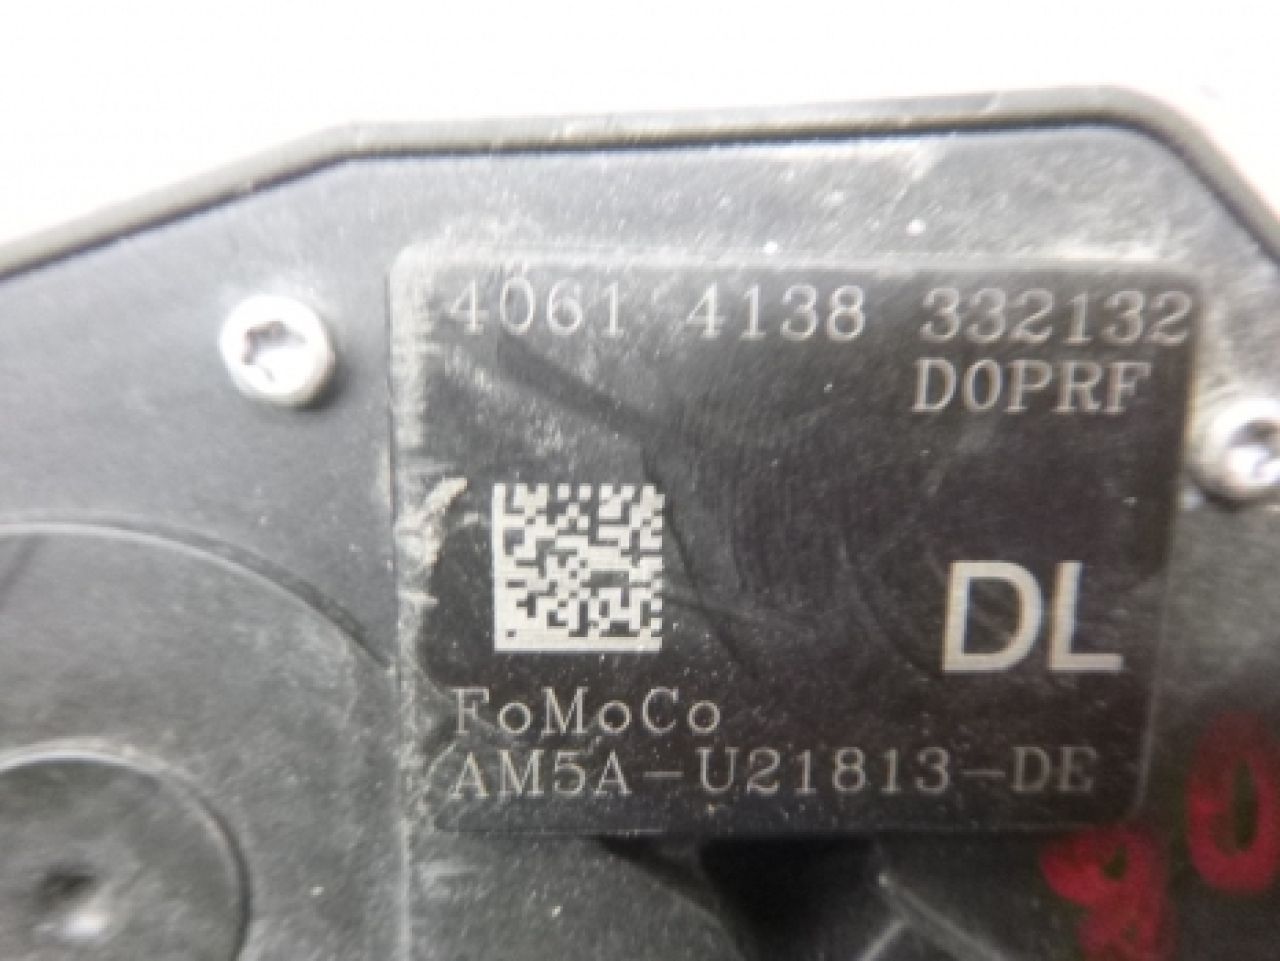 4061 4138 332132
D0PRF
DL
FoMoCo
AM5A-U21813-DE